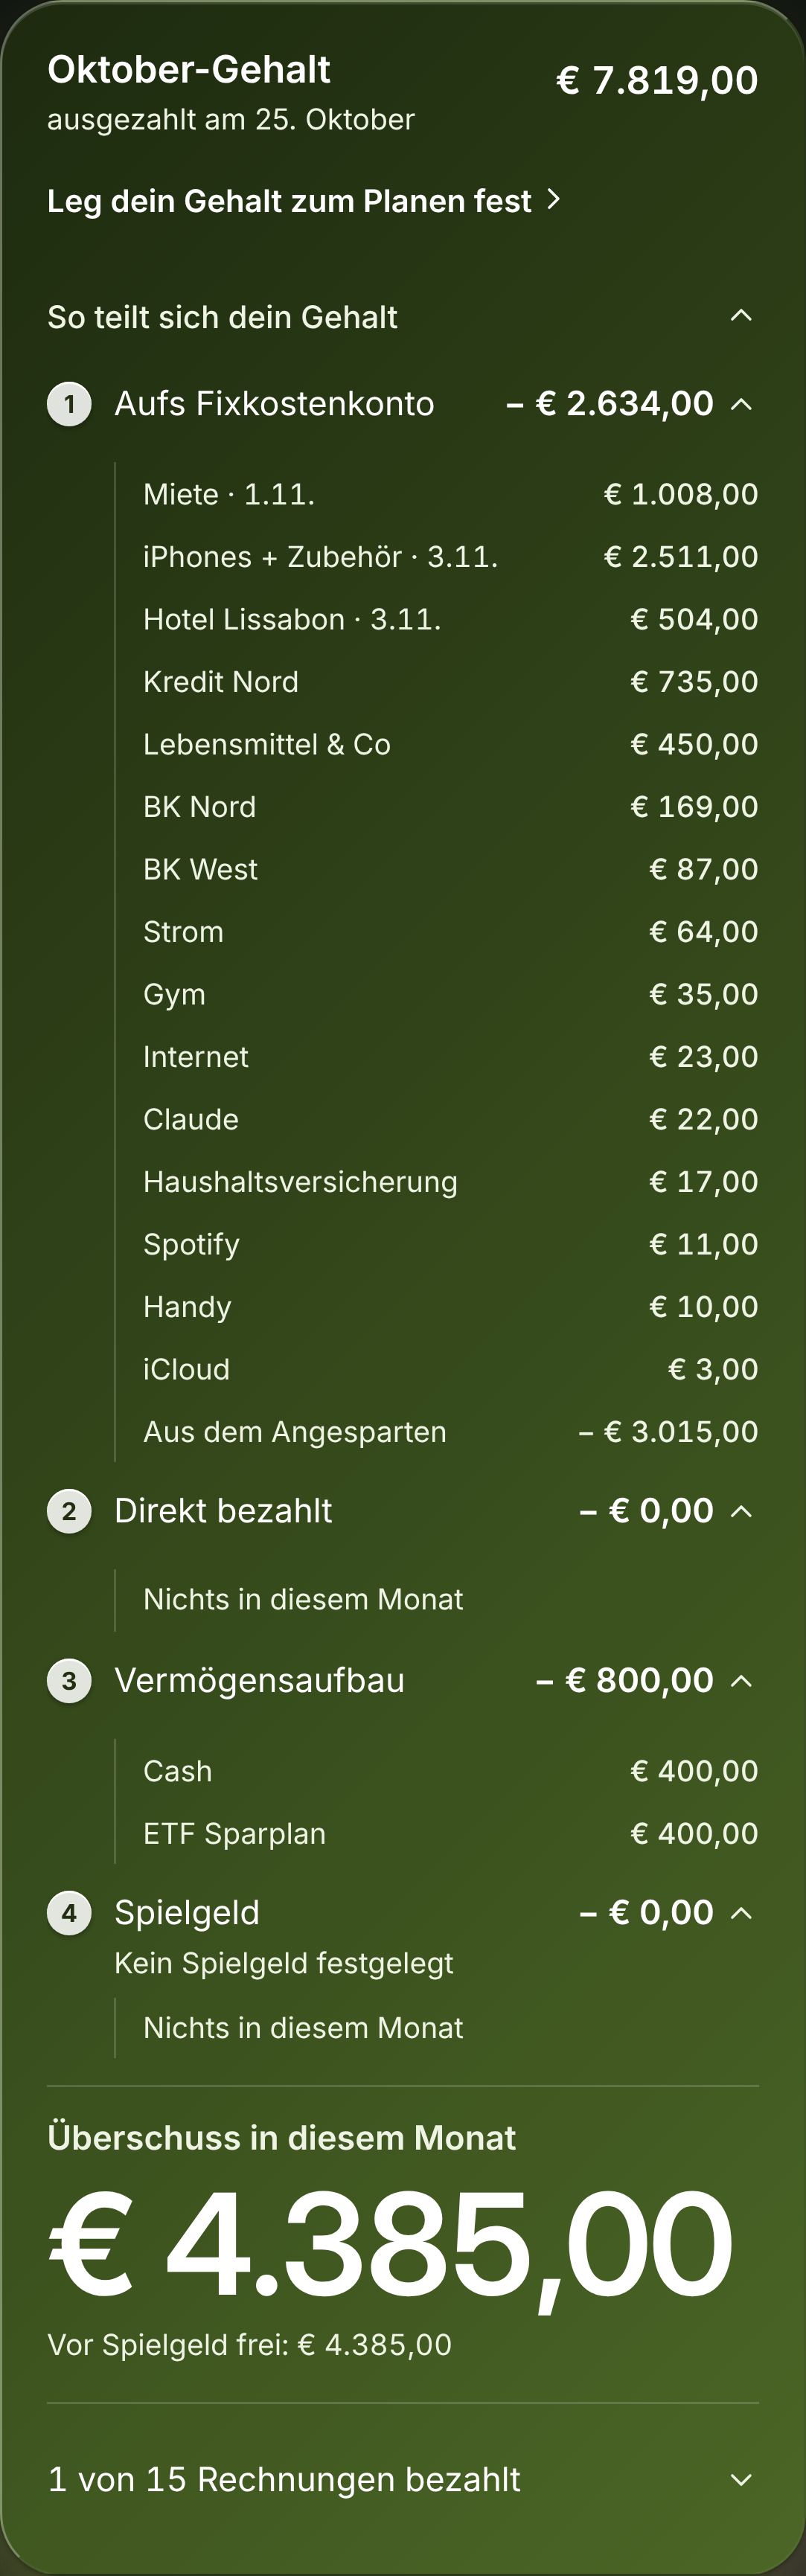 Oktober-Gehalt
€ 7.819,00
ausgezahlt am 25. Oktober
Leg dein Gehalt zum Planen fest
So teilt sich dein Gehalt
1 Aufs Fixkostenkonto – € 2.634,00
Miete · 1.11. € 1.008,00
iPhones + Zubehör · 3.11. € 2.511,00
Hotel Lissabon · 3.11. € 504,00
Kredit Nord € 735,00
Lebensmittel & Co € 450,00
BK Nord € 169,00
BK West € 87,00
Strom € 64,00
Gym € 35,00
Internet € 23,00
Claude € 22,00
Haushaltsversicherung € 17,00
Spotify € 11,00
Handy € 10,00
iCloud € 3,00
Aus dem Angesparten – € 3.015,00
2 Direkt bezahlt – € 0,00
Nichts in diesem Monat
3 Vermögensaufbau – € 800,00
Cash € 400,00
ETF Sparplan € 400,00
4 Spielgeld – € 0,00
Kein Spielgeld festgelegt
Nichts in diesem Monat
Überschuss in diesem Monat
€ 4.385,00
Vor Spielgeld frei: € 4.385,00
1 von 15 Rechnungen bezahlt